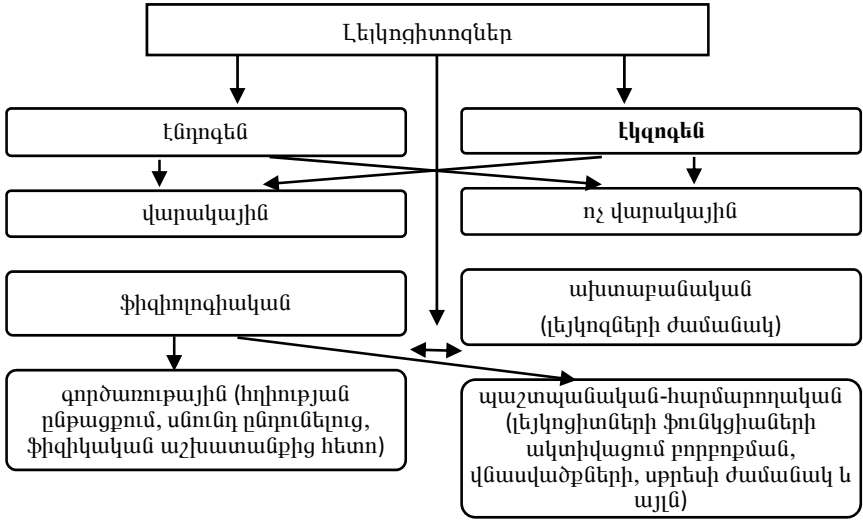 Լեյկոցիտոզներ
էնդոգեն
էկզոգեն
վարակային
ոչ վարակային
ֆիզիոլոգիական
ախտաբանական
(լեյկոզների ժամանակ)
գործառութային (հղիության
ընթացքում, սնունդ ընդունելուց,
ֆիզիկական աշխատանքից հետո)
պաշտպանական-հարմարողական
(լեյկոցիտների ֆունկցիաների
ակտիվացում բորբոքման,
վնասվածքների, սթրեսի ժամանակ և
այլն)